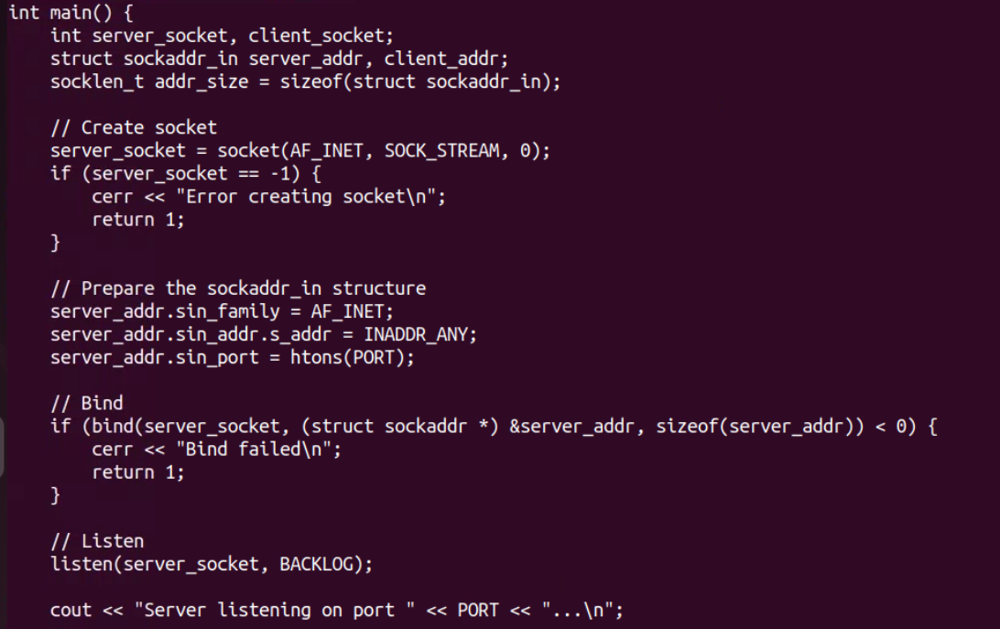 int main() {
    int server_socket, client_socket;
    struct sockaddr_in server_addr, client_addr;
    socklen_t addr_size = sizeof(struct sockaddr_in);

    // Create socket
    server_socket = socket(AF_INET, SOCK_STREAM, 0);
    if (server_socket == -1) {
        cerr << "Error creating socket\n";
        return 1;
    }

    // Prepare the sockaddr_in structure
    server_addr.sin_family = AF_INET;
    server_addr.sin_addr.s_addr = INADDR_ANY;
    server_addr.sin_port = htons(PORT);

    // Bind
    if (bind(server_socket, (struct sockaddr *) &server_addr, sizeof(server_addr)) < 0) {
        cerr << "Bind failed\n";
        return 1;
    }

    // Listen
    listen(server_socket, BACKLOG);

    cout << "Server listening on port " << PORT << "...\n";